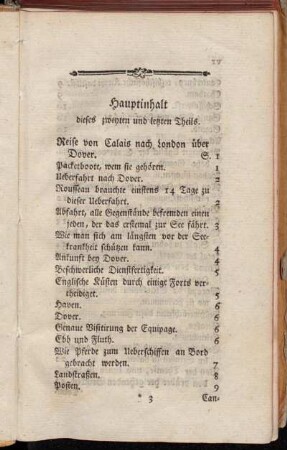 Hauptinhalt
dieses zweyten und letzten Theils.
Reise von Calais nach London über
Dover. S. 1
Packetboote, wem sie gehören. 1
Ueberfahrt nach Dover. 2
Rousseau brauchte einstens 14 Tage zu
dieser Ueberfahrt. 2
Abfahrt, alle Gegenstände befremden einen
jeden, der das erstemal zur See fährt. 3
Wie man sich am längsten vor der See-
krankheit schützen kann. 4
Ankunft bey Dover. 4
Beschwerliche Dienstfertigkeit. 5
Englische Küsten durch einige Forts ver-
theidiget. 5
Haven. 6
Dover. 6
Genaue Visitirung der Equipage. 6
Ebb und Fluth. 6
Wie Pferde zum Ueberschiffen an Bord
gebracht werden. 7
Landstrassen. 8
Posten. 9
* 3 Can-